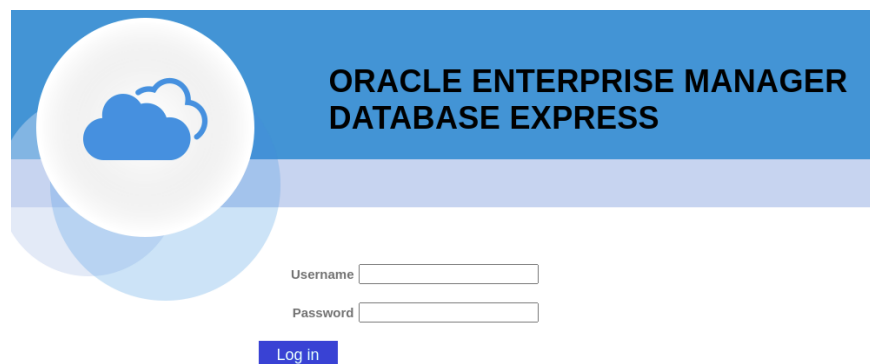 ORACLE ENTERPRISE MANAGER
DATABASE EXPRESS
Username
Password
Log in